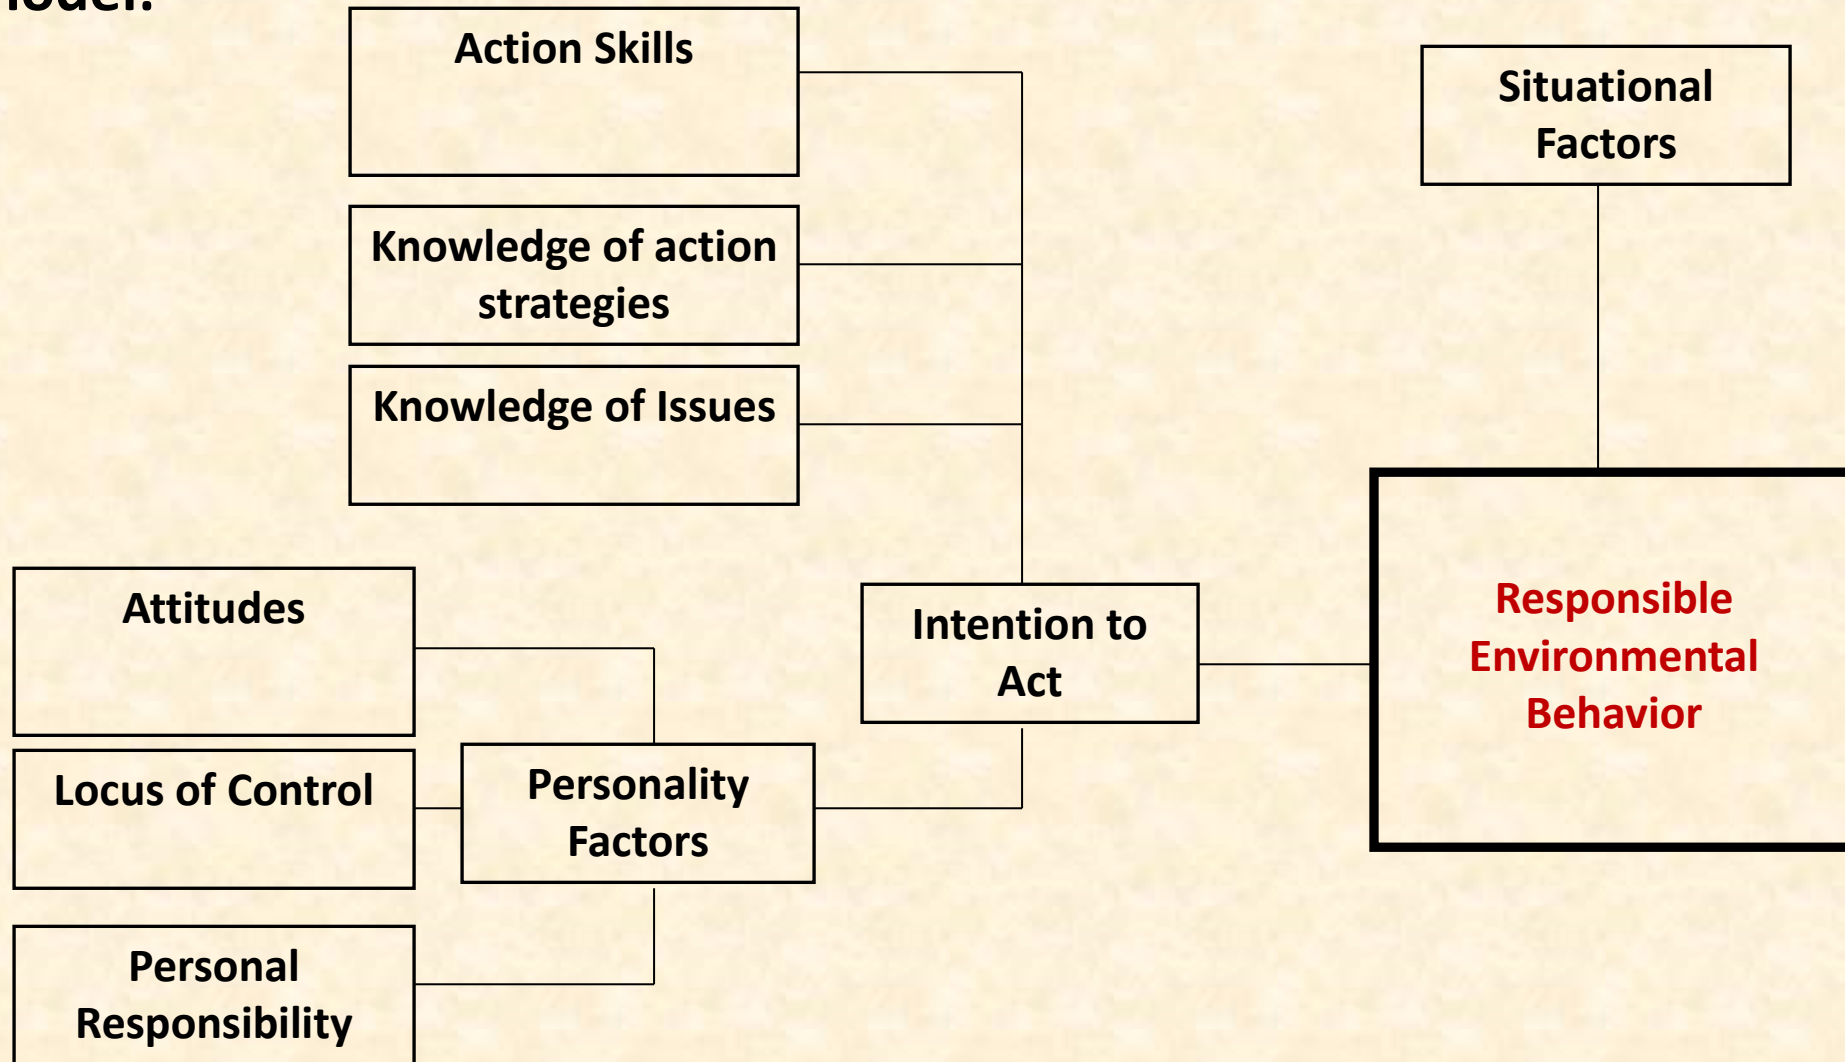 Action Skills
Situational
Factors
Knowledge of action
strategies
Knowledge of Issues
Attitudes
Intention to
Act
Responsible
Environmental
Behavior
Locus of Control
Personality
Factors
Personal
Responsibility